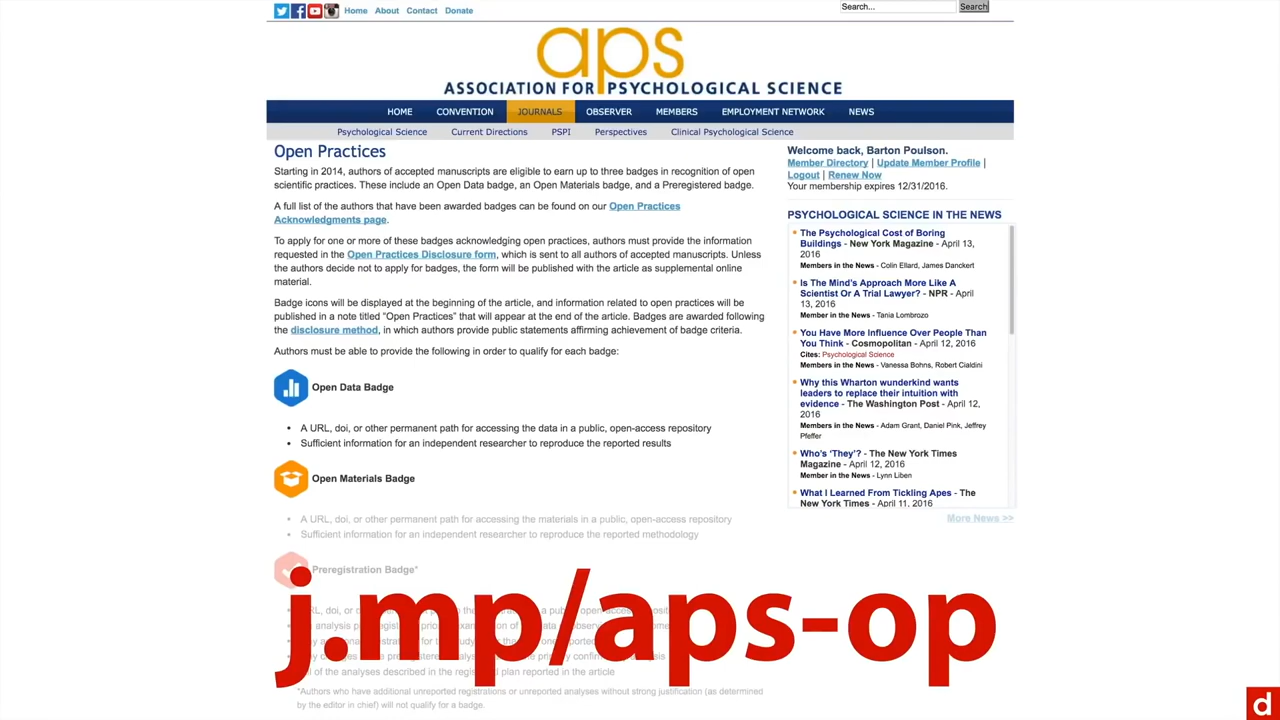 Home About Contact Donate
Search... Search
aps
ASSOCIATION FOR PSYCHOLOGICAL SCIENCE
HOME CONVENTION JOURNALS OBSERVER MEMBERS EMPLOYMENT NETWORK NEWS
Psychological Science Current Directions PSPI Perspectives Clinical Psychological Science
Open Practices
Starting in 2014, authors of accepted manuscripts are eligible to earn up to three badges in recognition of open
scientific practices. These include an Open Data badge, an Open Materials badge, and a Preregistered badge.
A full list of the authors that have been awarded badges can be found on our Open Practices
Acknowledgments page.
To apply for one or more of these badges acknowledging open practices, authors must provide the information
requested in the Open Practices Disclosure form, which is sent to all authors of accepted manuscripts. Unless
the authors decide not to apply for badges, the form will be published with the article as supplemental online
material.
Badge icons will be displayed at the beginning of the article, and information related to open practices will be
published in a note titled "Open Practices" that will appear at the end of the article. Badges are awarded following
the disclosure method, in which authors provide public statements affirming achievement of badge criteria.
Authors must be able to provide the following in order to qualify for each badge:
Open Data Badge
• A URL, doi, or other permanent path for accessing the data in a public, open-access repository
• Sufficient information for an independent researcher to reproduce the reported results
Open Materials Badge
• A URL, doi, or other permanent path for accessing the materials in a public, open-access repository
• Sufficient information for an independent researcher to reproduce the reported methodology
Preregistration Badge*
j.mp/aps-op
of the analyses described in the plan reported in the article
*Authors who have additional unreported registrations or unreported analyses without strong justification (as determined
by the editor in chief) will not qualify for a badge.
Welcome back, Barton Poulson.
Member Directory | Update Member Profile |
Logout | Renew Now
Your membership expires 12/31/2016.
PSYCHOLOGICAL SCIENCE IN THE NEWS
The Psychological Cost of Boring
Buildings - New York Magazine - April 13,
2016
Members in the News - Colin Ellard, James Danckert
Is The Mind's Approach More Like A
Scientist Or A Trial Lawyer? - NPR - April
13, 2016
Member in the News - Tania Lombrozo
You Have More Influence Over People Than
You Think - Cosmopolitan - April 12, 2016
Cites: Psychological Science
Members in the News - Vanessa Bohns, Robert Cialdini
Why this Wharton wunderkind wants
leaders to replace their intuition with
evidence - The Washington Post - April 12,
2016
Members in the News - Adam Grant, Daniel Pink, Jeffrey
Pfeffer
Who's 'They'? - The New York Times
Magazine - April 12, 2016
Member in the News - Lynn Liben
What I Learned From Tickling Apes - The
New York Times - April 11, 2016
More News >>
d